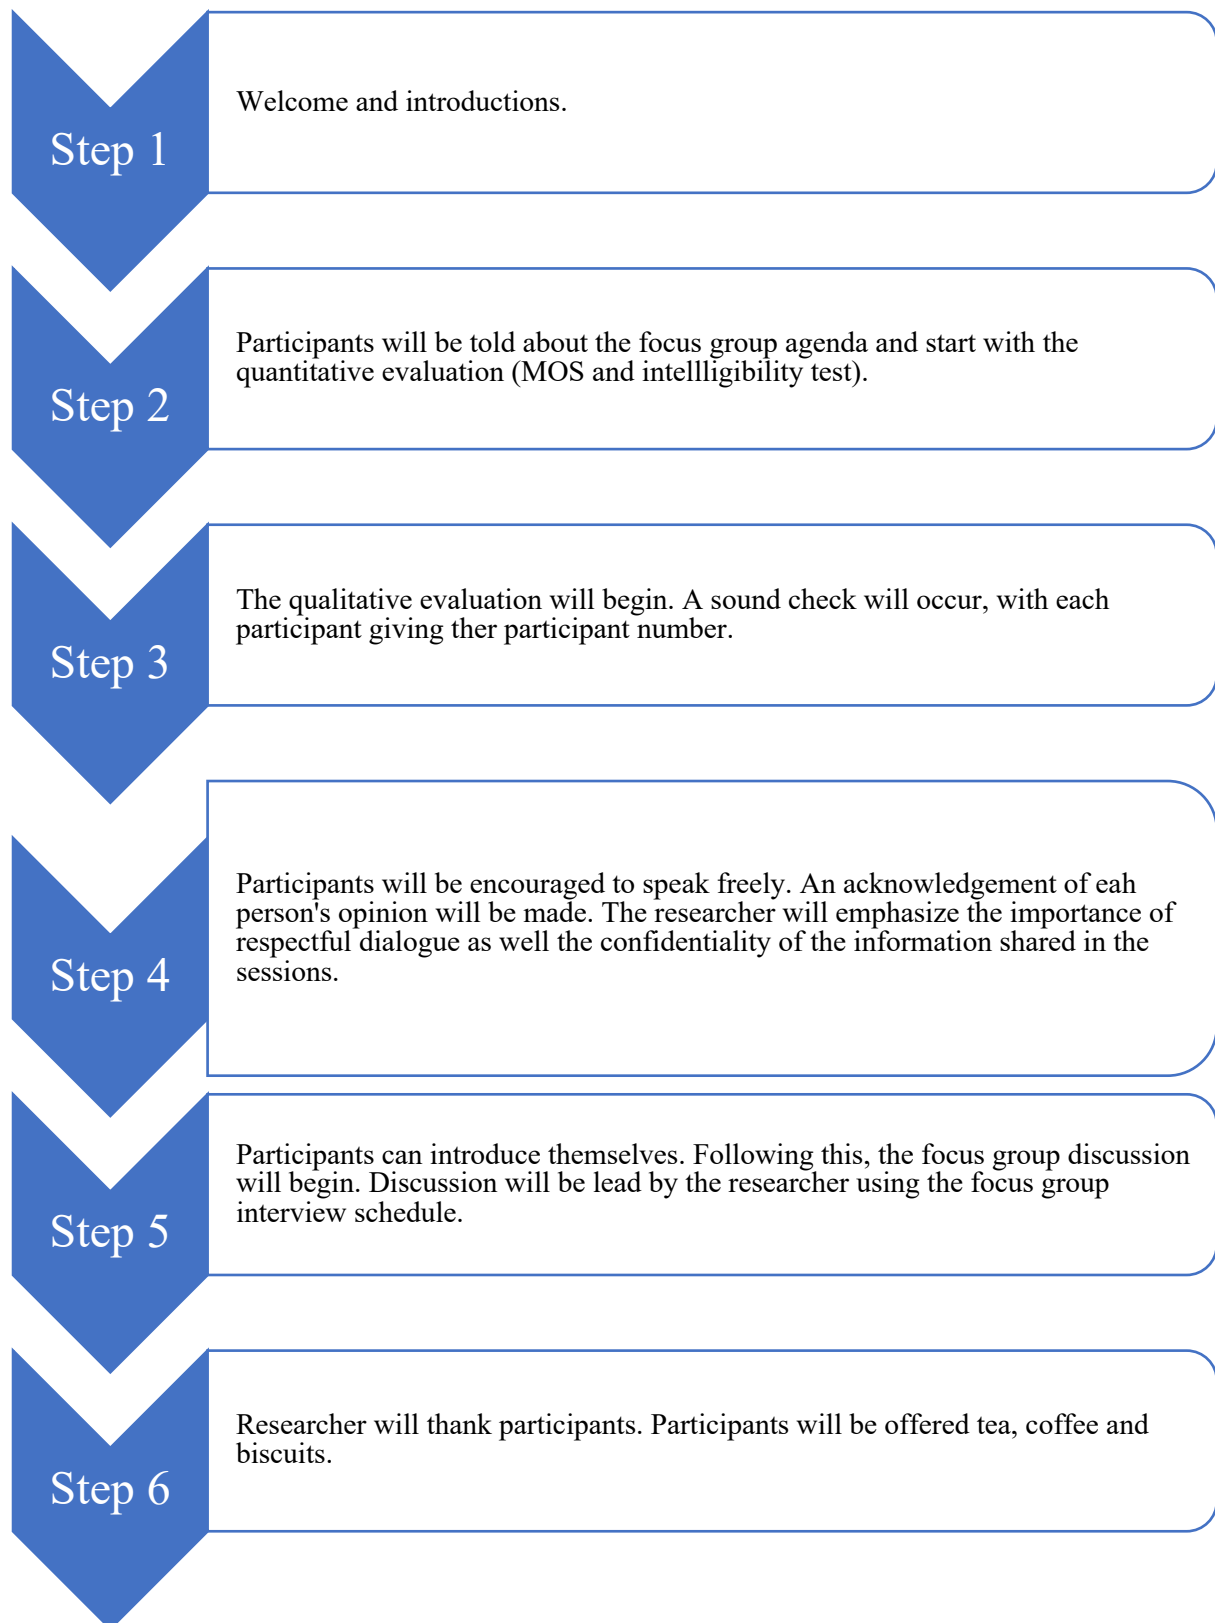 Step 1
Welcome and introductions.
Step 2
Participants will be told about the focus group agenda and start with the
quantitative evaluation (MOS and intellligibility test).
Step 3
The qualitative evaluation will begin. A sound check will occur, with each
participant giving ther participant number.
Step 4
Participants will be encouraged to speak freely. An acknowledgement of eah
person's opinion will be made. The researcher will emphasize the importance of
respectful dialogue as well the confidentiality of the information shared in the
sessions.
Step 5
Participants can introduce themselves. Following this, the focus group discussion
will begin. Discussion will be lead by the researcher using the focus group
interview schedule.
Step 6
Researcher will thank participants. Participants will be offered tea, coffee and
biscuits.